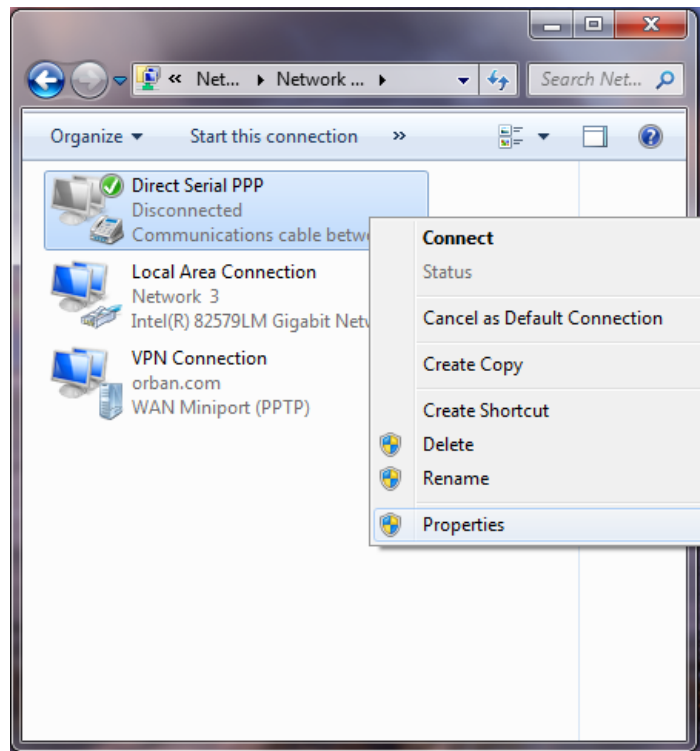 « Net... Network ...
Search Net...
Organize Start this connection »
Direct Serial PPP
Disconnected
Communications cable betw
Local Area Connection
Network 3
Intel(R) 82579LM Gigabit Netw
VPN Connection
orban.com
WAN Miniport (PPTP)
Connect
Status
Cancel as Default Connection
Create Copy
Create Shortcut
Delete
Rename
Properties